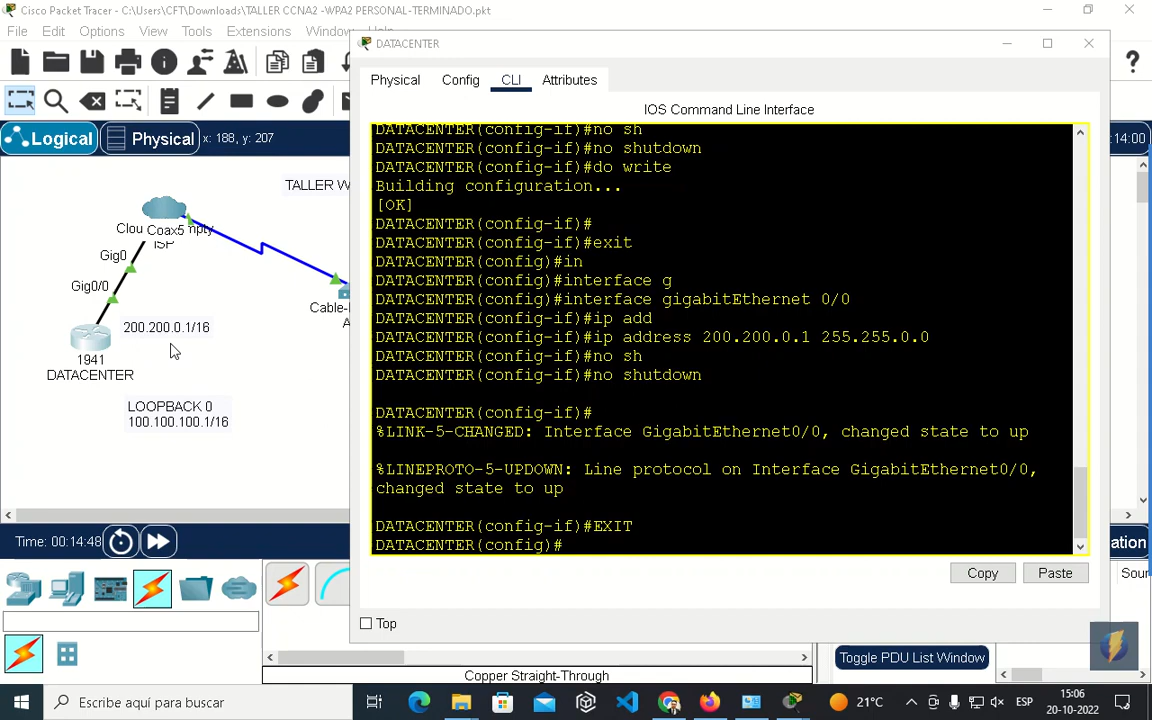 Cisco Packet Tracer - C:\Users\CFT\Downloads\TALLER CCNA2 -WPA2 PERSONAL-TERMINADO.pkt
File Edit Options View Tools Extensions Window
DATACENTER
Physical Config CLI Attributes
IOS Command Line Interface
Logical Physical x: 188, y: 207
:14:00
TALLER W
Coax5
ISP
Gig0
Gig0/0
200.200.0.1/16
1941
DATACENTER
LOOPBACK 0
100.100.100.1/16
Cable-
DATACENTER(config-if)#no sh
DATACENTER(config-if)#no shutdown
DATACENTER(config-if)#do write
Building configuration...
[OK]
DATACENTER(config-if)#
DATACENTER(config-if)#exit
DATACENTER(config)#in
DATACENTER(config)#interface g
DATACENTER(config)#interface gigabitEthernet 0/0
DATACENTER(config-if)#ip add
DATACENTER(config-if)#ip address 200.200.0.1 255.255.0.0
DATACENTER(config-if)#no sh
DATACENTER(config-if)#no shutdown
DATACENTER(config-if)#
%LINK-5-CHANGED: Interface GigabitEthernet0/0, changed state to up
%LINEPROTO-5-UPDOWN: Line protocol on Interface GigabitEthernet0/0,
changed state to up
DATACENTER(config-if)#EXIT
DATACENTER(config)#
Copy Paste
Top
Time: 00:14:48
Copper Straight-Through
Toggle PDU List Window
Escribe aquí para buscar
21°C
ESP
15:06
20-10-2022